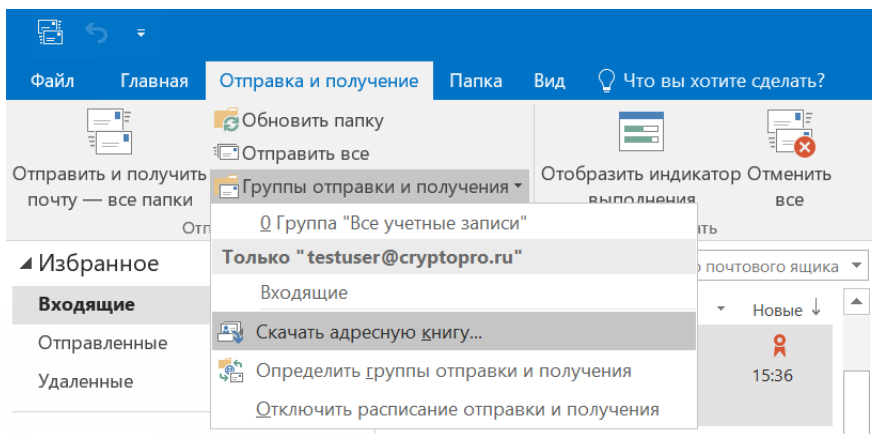 Файл Главная Отправка и получение Папка Вид Что вы хотите сделать?
Отправить и получить
почту — все папки
Обновить папку
Отправить все
Группы отправки и получения
Отобразить индикатор
выполнения
Отменить
все
0 Группа "Все учетные записи"
Только "testuser@cryptopro.ru"
Входящие
Скачать адресную книгу...
Определить группы отправки и получения
Отключить расписание отправки и получения
Избранное
Входящие
Отправленные
Удаленные
почтового ящика
Новые ↓
15:36